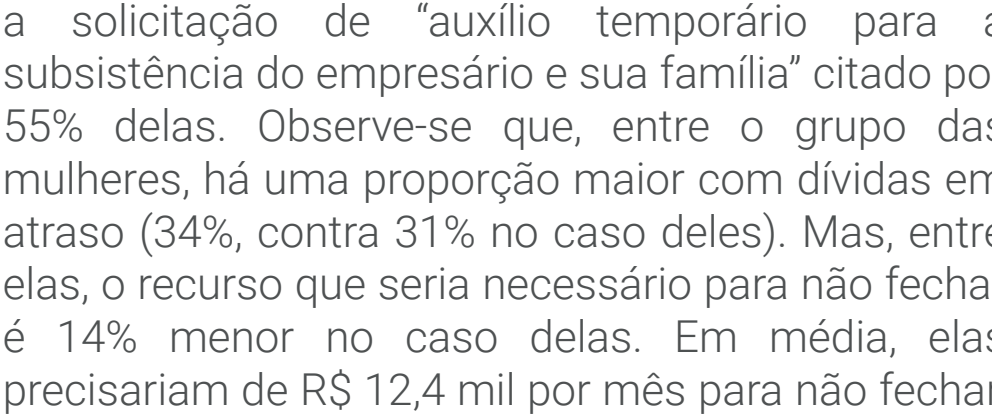 a solicitação de “auxílio temporário para a
subsistência do empresário e sua família” citado por
55% delas. Observe-se que, entre o grupo das
mulheres, há uma proporção maior com dívidas em
atraso (34%, contra 31% no caso deles). Mas, entre
elas, o recurso que seria necessário para não fechar
é 14% menor no caso delas. Em média, elas
precisariam de R$ 12,4 mil por mês para não fechar